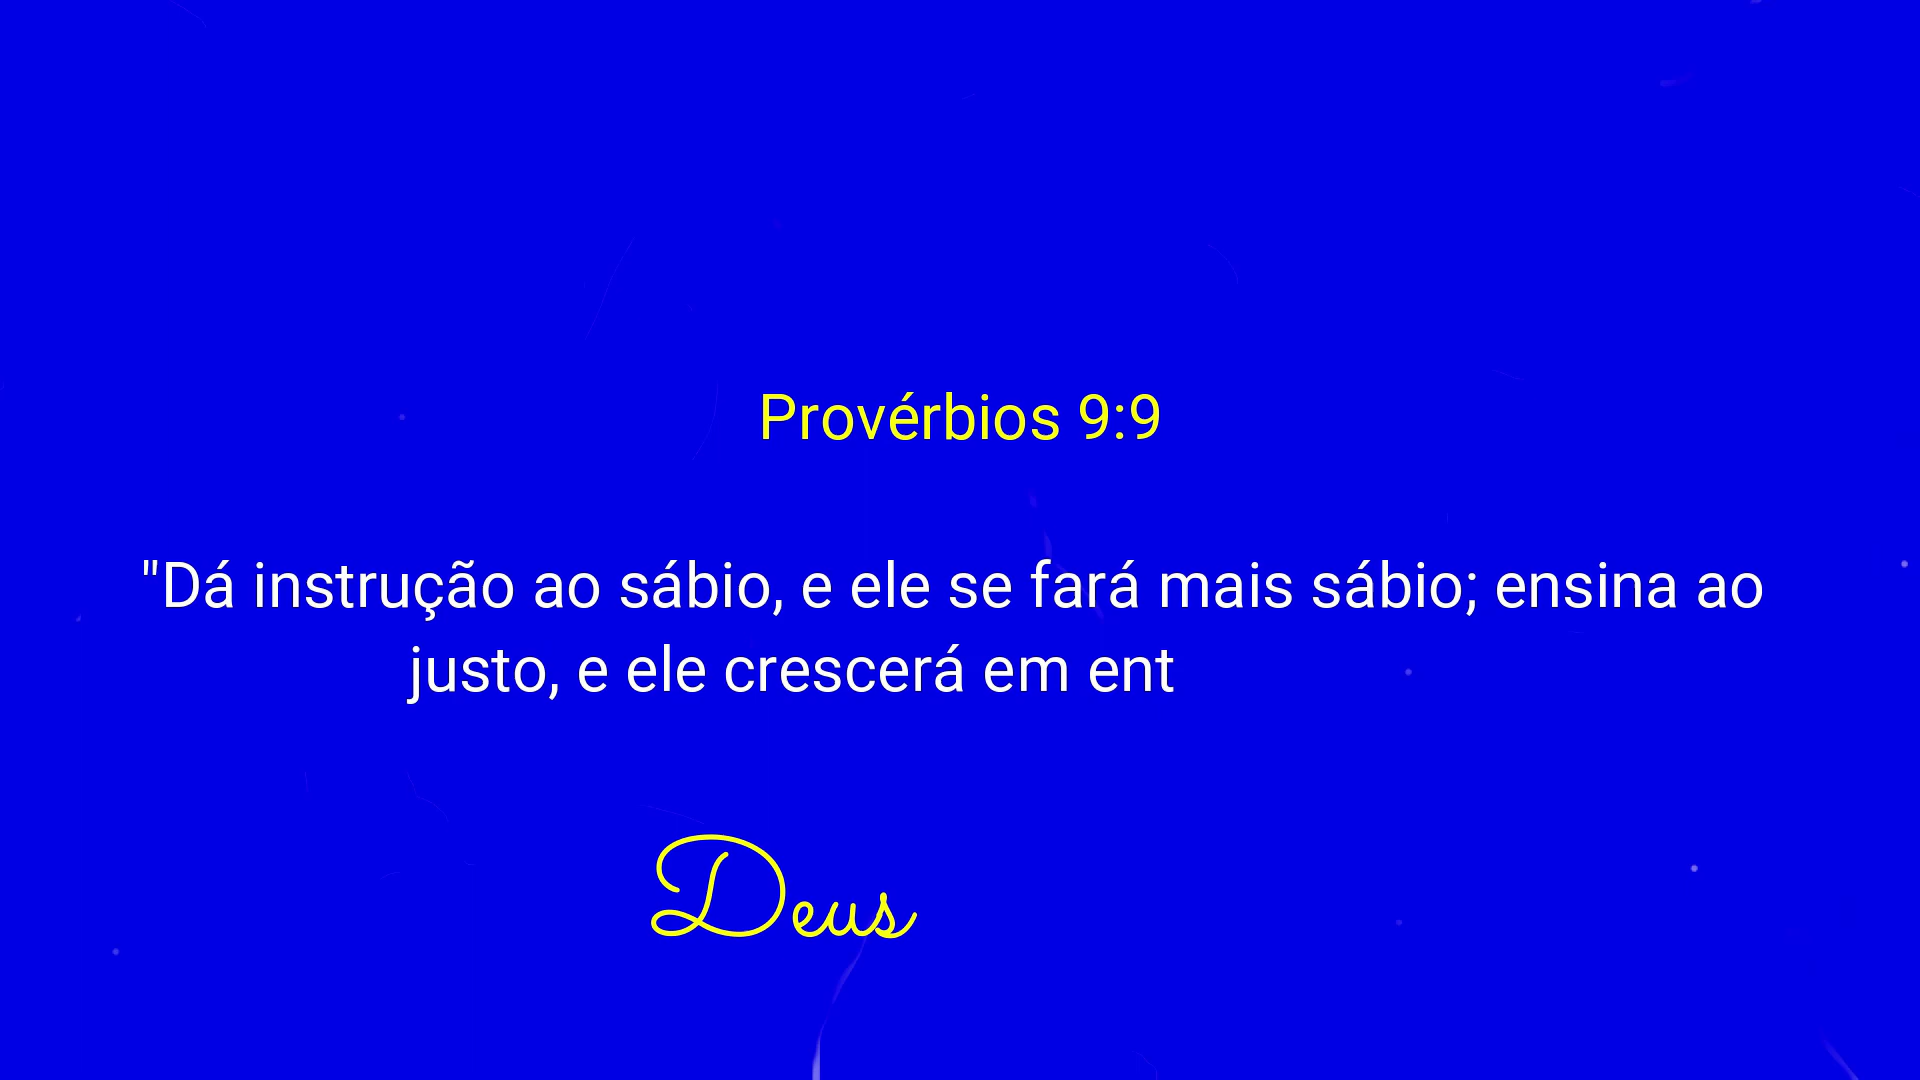 Provérbios 9:9
"Dá instrução ao sábio, e ele se fará mais sábio; ensina ao
justo, e ele crescerá em ent
Deus